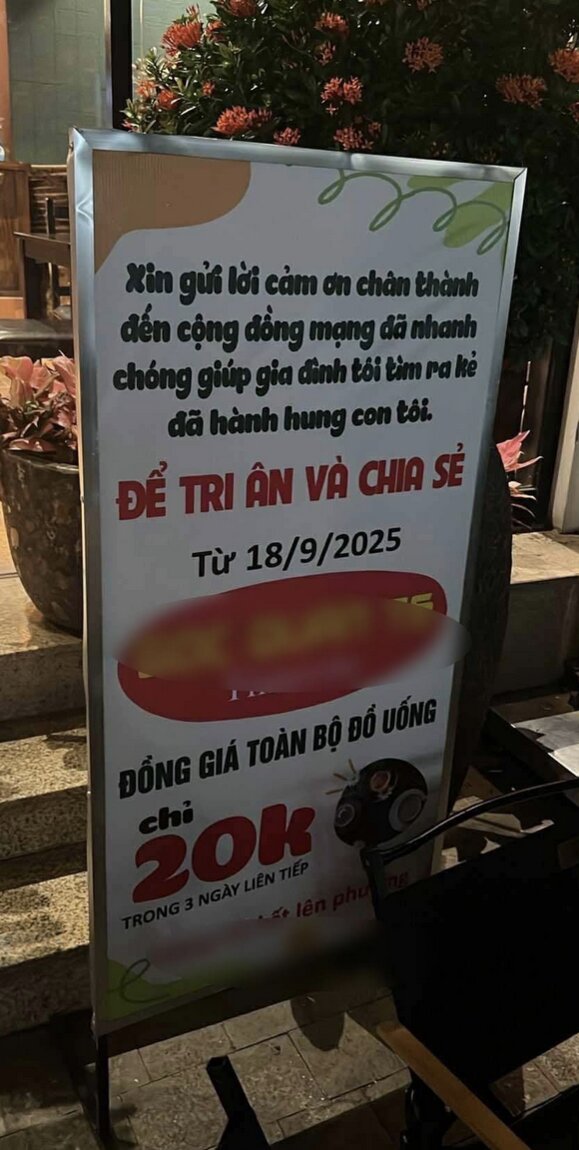 Xin gửi lời cảm ơn chân thành
đến cộng đồng mạng đã nhanh
chóng giúp gia đình tôi tìm ra kẻ
đã hành hung con tôi.
ĐỂ TRI ÂN VÀ CHIA SẺ
Từ 18/9/2025
ĐỒNG GIÁ TOÀN BỘ ĐỒ UỐNG
chỉ
20k
TRONG 3 NGÀY LIÊN TIẾP
lên